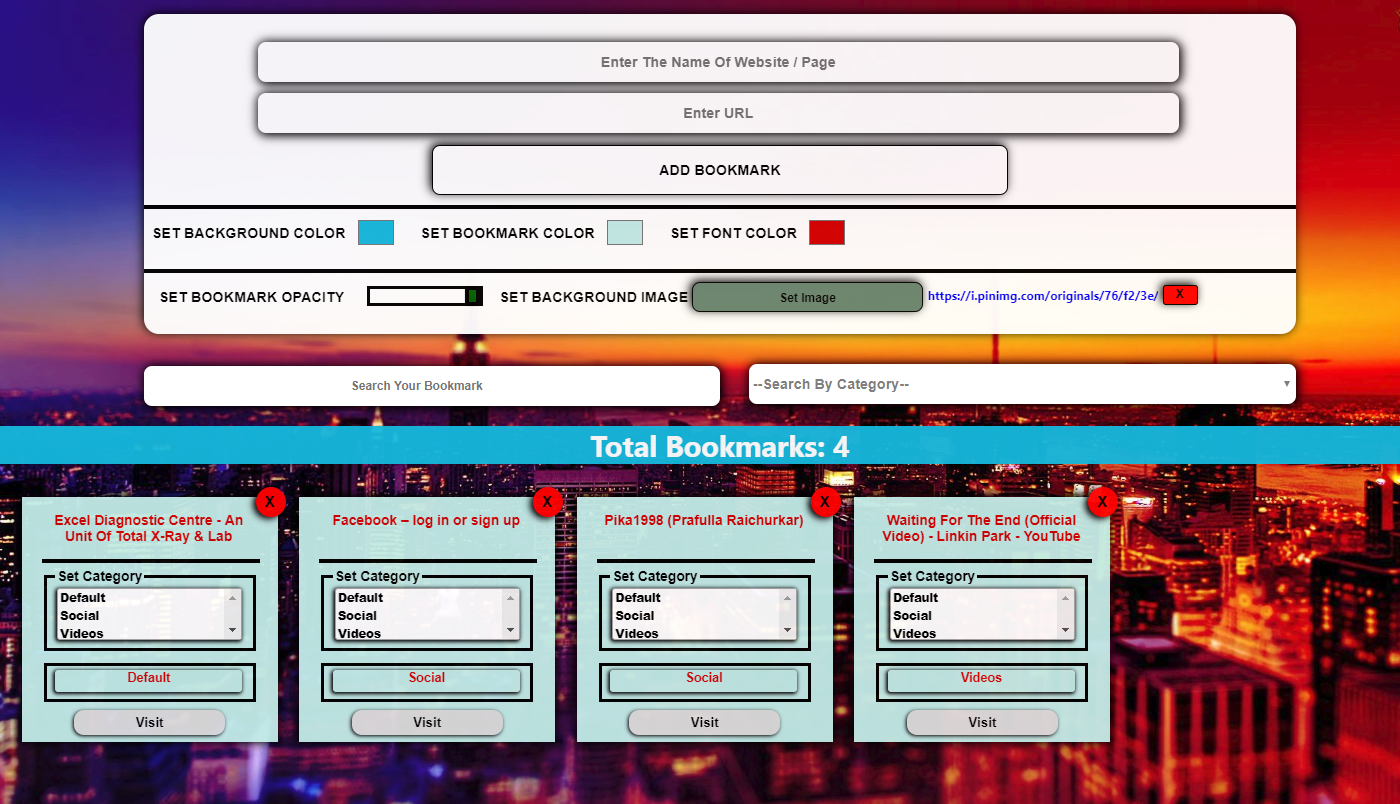 Enter The Name Of Website / Page
Enter URL
ADD BOOKMARK
SET BACKGROUND COLOR SET BOOKMARK COLOR SET FONT COLOR
SET BOOKMARK OPACITY SET BACKGROUND IMAGE Set Image https://i.pinimg.com/originals/76/f2/3e/ X
Search Your Bookmark --Search By Category--
Total Bookmarks: 4
X
Excel Diagnostic Centre - An
Unit Of Total X-Ray & Lab
Set Category
Default
Social
Videos
Default
Visit
X
Facebook – log in or sign up
Set Category
Default
Social
Videos
Social
Visit
X
Pika1998 (Prafulla Raichurkar)
Set Category
Default
Social
Videos
Social
Visit
X
Waiting For The End (Official
Video) - Linkin Park - YouTube
Set Category
Default
Social
Videos
Videos
Visit